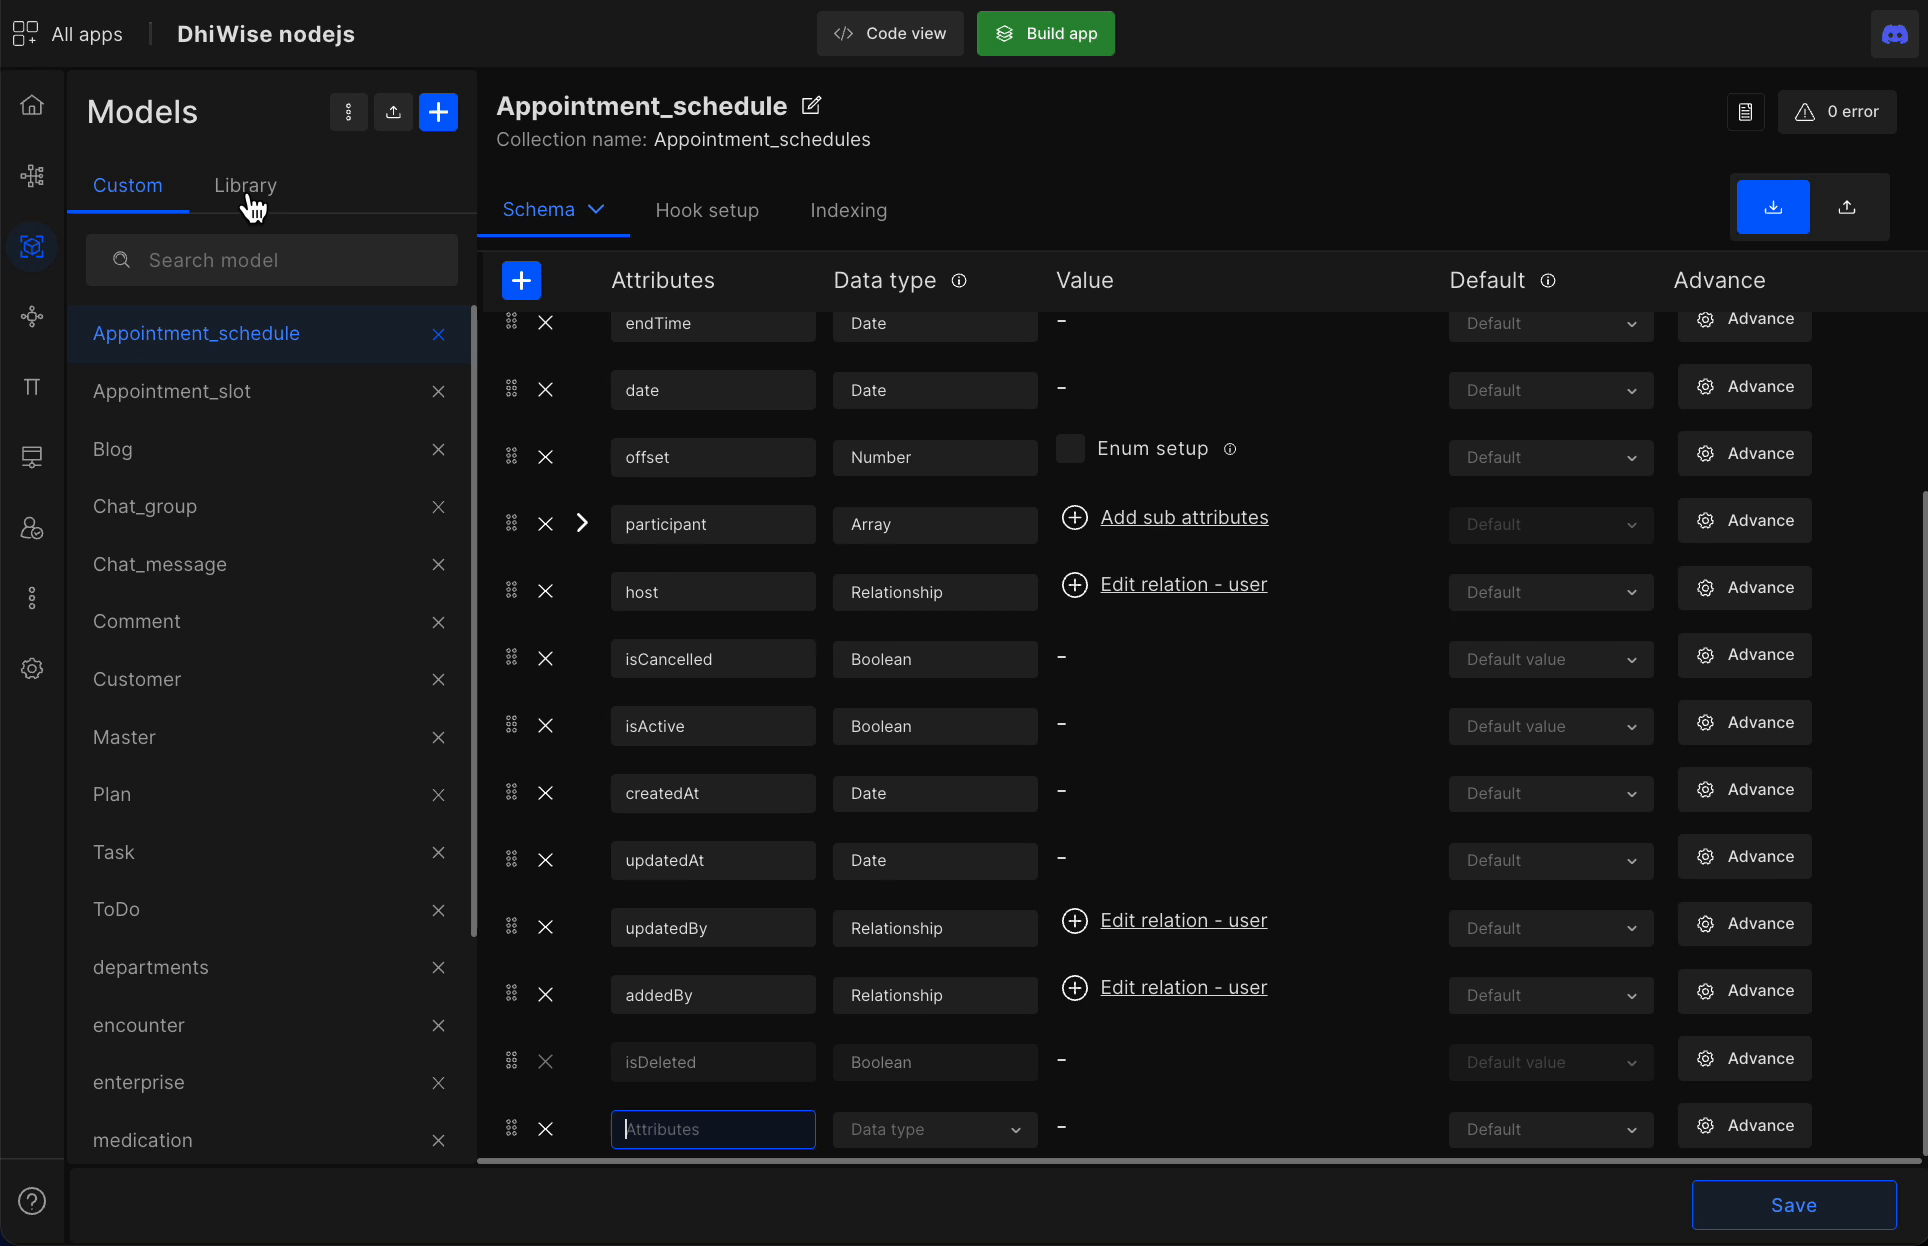 All apps
DhiWise nodejs
</> Code view
Build app
Models
Custom
Library
Search model
Appointment_schedule
Appointment_slot
Blog
Chat_group
Chat_message
Comment
Customer
Master
Plan
Task
ToDo
departments
encounter
enterprise
medication
Appointment_schedule
Collection name: Appointment_schedules
0 error
Schema
Hook setup
Indexing
Attributes Data type Value Default Advance
endTime Date - Default Advance
date Date - Default Advance
offset Number Enum setup Default Advance
participant Array Add sub attributes Default Advance
host Relationship Edit relation - user Default Advance
isCancelled Boolean - Default value Advance
isActive Boolean - Default value Advance
createdAt Date - Default Advance
updatedAt Date - Default Advance
updatedBy Relationship Edit relation - user Default Advance
addedBy Relationship Edit relation - user Default Advance
isDeleted Boolean - Default value Advance
Attributes Data type - Default Advance
Save